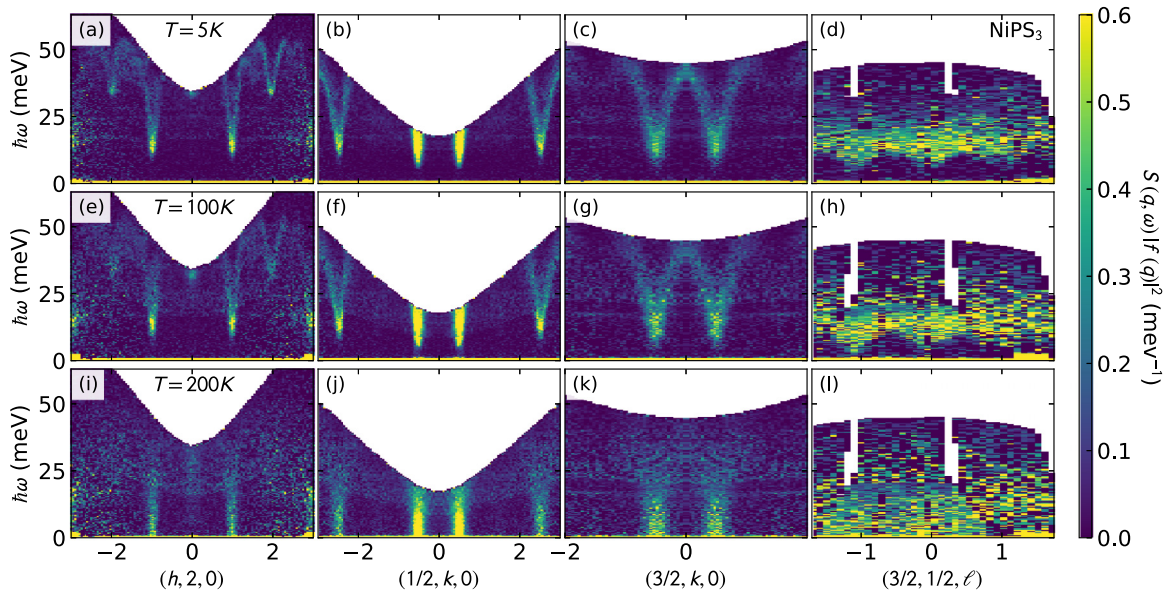 (a) T=5K (b) (c) (d) NiPS₃
ħω (meV) 50 25 0
(e) T=100K (f) (g) (h)
ħω (meV) 50 25 0
(i) T=200K (j) (k) (l)
ħω (meV) 50 25 0
−2 0 2 −2 0 2 −2 0 2 −1 0 1
(h, 2, 0) (1/2, k, 0) (3/2, k, 0) (3/2, 1/2, ℓ)
0.6
0.5
0.4
0.3
0.2
0.1
0.0
S(q, ω)|f(q)|² (mev⁻¹)